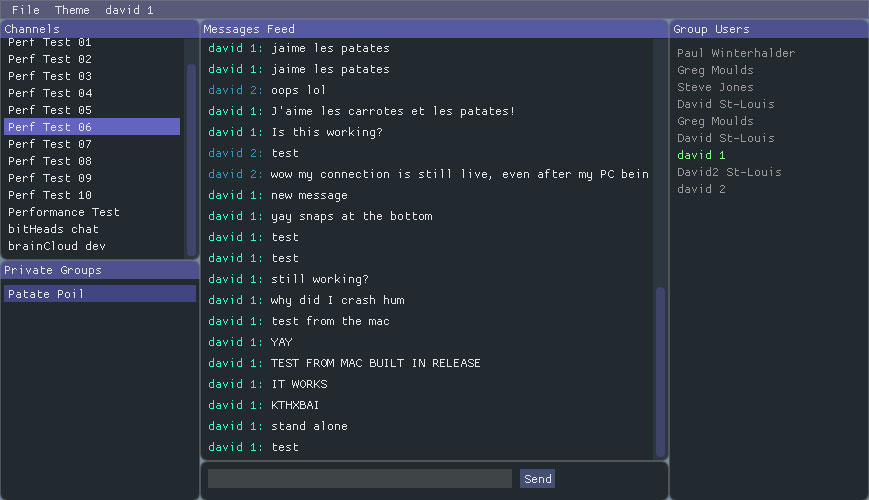 File Theme david 1
Channels
Perf Test 01
Perf Test 02
Perf Test 03
Perf Test 04
Perf Test 05
Perf Test 06
Perf Test 07
Perf Test 08
Perf Test 09
Perf Test 10
Performance Test
bitHeads chat
brainCloud dev
Private Groups
Patate Poil
Messages Feed
david 1: jaime les patates
david 1: jaime les patates
david 2: oops lol
david 1: J'aime les carrotes et les patates!
david 1: Is this working?
david 2: test
david 2: wow my connection is still live, even after my PC bein
david 1: new message
david 1: yay snaps at the bottom
david 1: test
david 1: test
david 1: still working?
david 1: why did I crash hum
david 1: test from the mac
david 1: YAY
david 1: TEST FROM MAC BUILT IN RELEASE
david 1: IT WORKS
david 1: KTHXBAI
david 1: stand alone
david 1: test
Send
Group Users
Paul Winterhalder
Greg Moulds
Steve Jones
David St-Louis
Greg Moulds
David St-Louis
david 1
David2 St-Louis
david 2